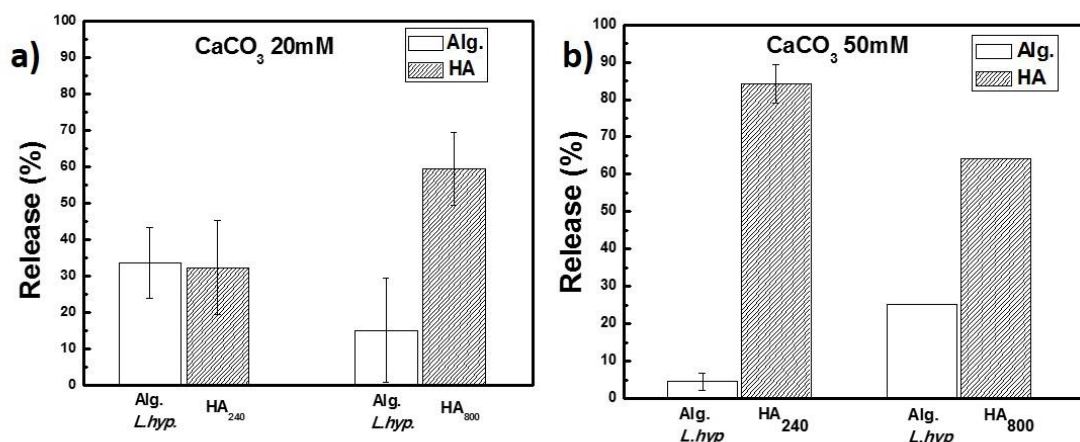 a)
CaCO₃ 20mM
Alg.
HA
Release (%)
100
90
80
70
60
50
40
30
20
10
0
Alg.
L.hyp.
HA₂₄₀
Alg.
L.hyp.
HA₈₀₀
b)
CaCO₃ 50mM
Alg.
HA
Release (%)
100
90
80
70
60
50
40
30
20
10
0
Alg.
L.hyp
HA₂₄₀
Alg.
L.hyp
HA₈₀₀